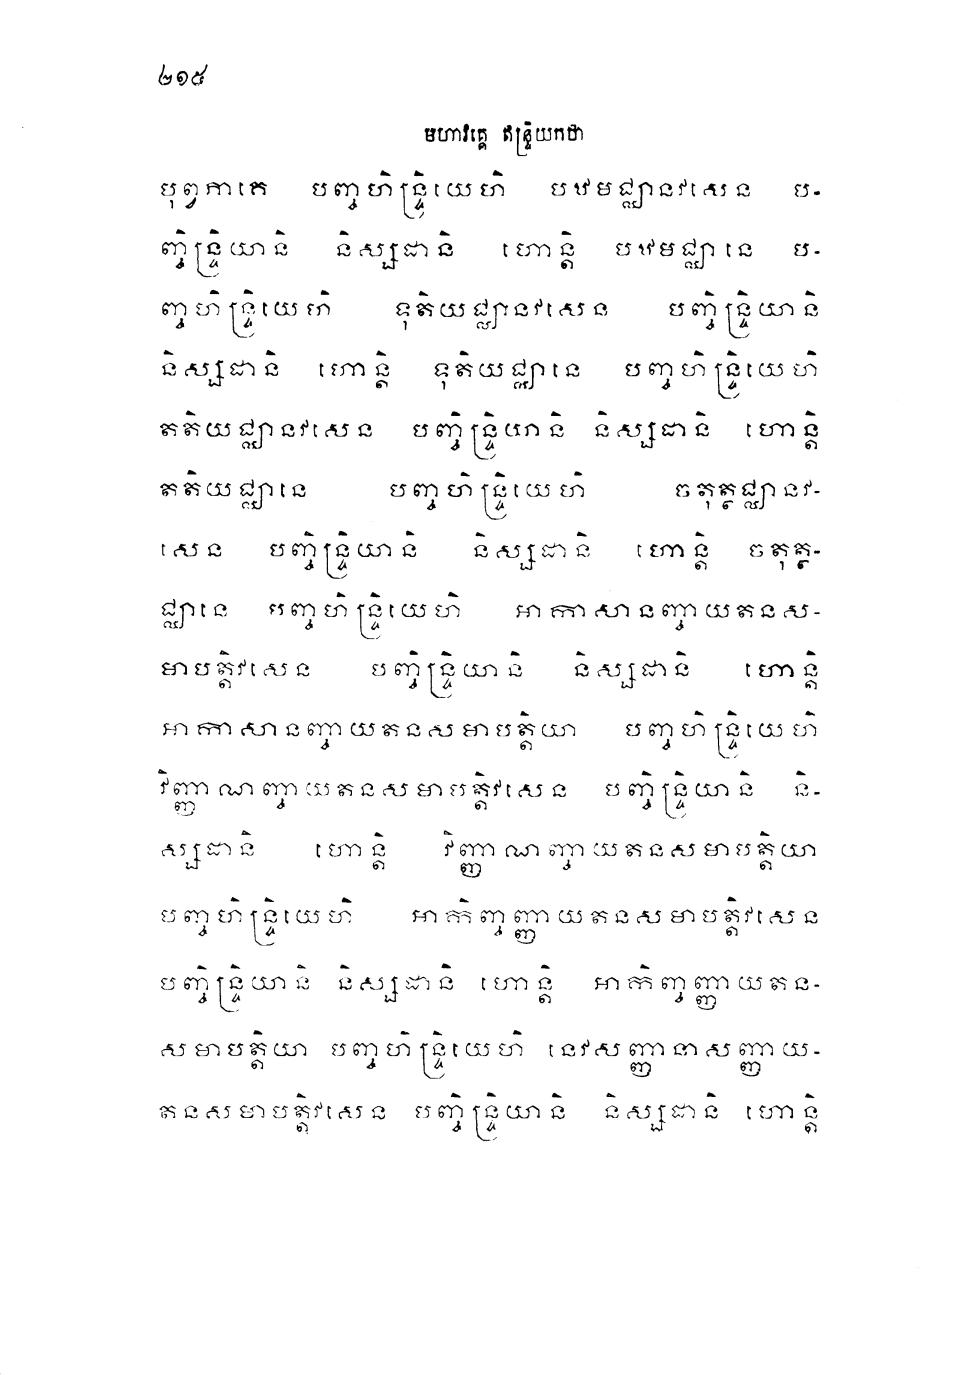 ២១៥
មហាវគ្គេ ឥន្ទ្រិយកថា
បុព្វភាគេ បញ្ចហិន្ទ្រិយេហិ បឋមជ្ឈានវសេន ប-
ញ្ចិន្ទ្រិយានិ និស្សដានិ ហោន្តិ បឋមជ្ឈានេ ប-
ញ្ចហិន្ទ្រិយេហិ ទុតិយជ្ឈានវសេន បញ្ចិន្ទ្រិយានិ
និស្សដានិ ហោន្តិ ទុតិយជ្ឈានេ បញ្ចហិន្ទ្រិយេហិ
តតិយជ្ឈានវសេន បញ្ចិន្ទ្រិយានិ និស្សដានិ ហោន្តិ
តតិយជ្ឈានេ បញ្ចហិន្ទ្រិយេហិ ចតុត្ថជ្ឈានវ-
សេន បញ្ចិន្ទ្រិយានិ និស្សដានិ ហោន្តិ ចតុត្ថ-
ជ្ឈានេ បញ្ចហិន្ទ្រិយេហិ អាកាសានញ្ចាយតនស-
មាបត្តិវសេន បញ្ចិន្ទ្រិយានិ និស្សដានិ ហោន្តិ
អាកាសានញ្ចាយតនសមាបត្តិយា បញ្ចហិន្ទ្រិយេហិ
វិញ្ញាណញ្ចាយតនសមាបត្តិវសេន បញ្ចិន្ទ្រិយានិ និ-
ស្សដានិ ហោន្តិ វិញ្ញាណញ្ចាយតនសមាបត្តិយា
បញ្ចហិន្ទ្រិយេហិ អាកិញ្ចញ្ញាយតនសមាបត្តិវសេន
បញ្ចិន្ទ្រិយានិ និស្សដានិ ហោន្តិ អាកិញ្ចញ្ញាយតន-
សមាបត្តិយា បញ្ចហិន្ទ្រិយេហិ នេវសញ្ញានាសញ្ញាយ-
តនសមាបត្តិវសេន បញ្ចិន្ទ្រិយានិ និស្សដានិ ហោន្តិ